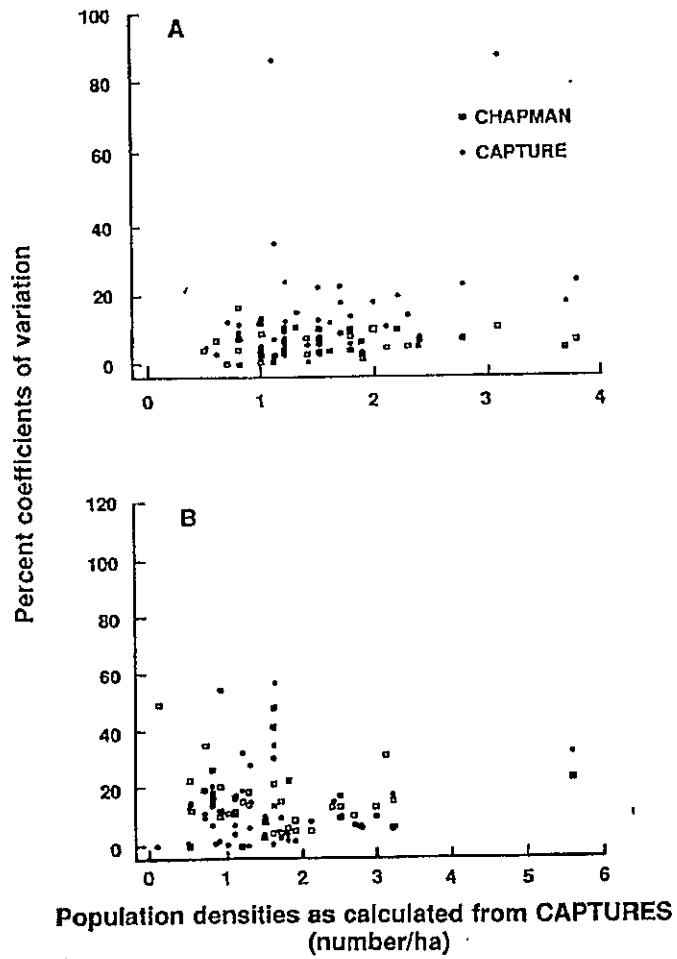 100
A
80
■ CHAPMAN
60
• CAPTURE
40
20
0
0 1 2 3 4
Percent coefficients of variation
120
B
100
80
60
40
20
0
0 1 2 3 4 5 6
Population densities as calculated from CAPTURES
(number/ha)